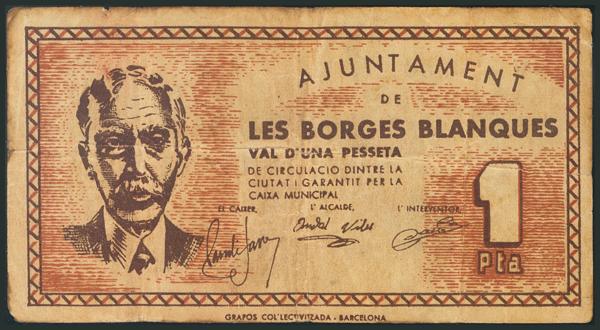 AJUNTAMENT
DE
LES BORGES BLANQUES
VAL D'UNA PESSETA
DE CIRCULACIO DINTRE LA
CIUTAT I GARANTIT PER LA
CAIXA MUNICIPAL
EL CAIXER, L' ALCALDE, L' INTERVENTOR,
1
Pta
GRAFOS COL·LECTIVITZADA - BARCELONA